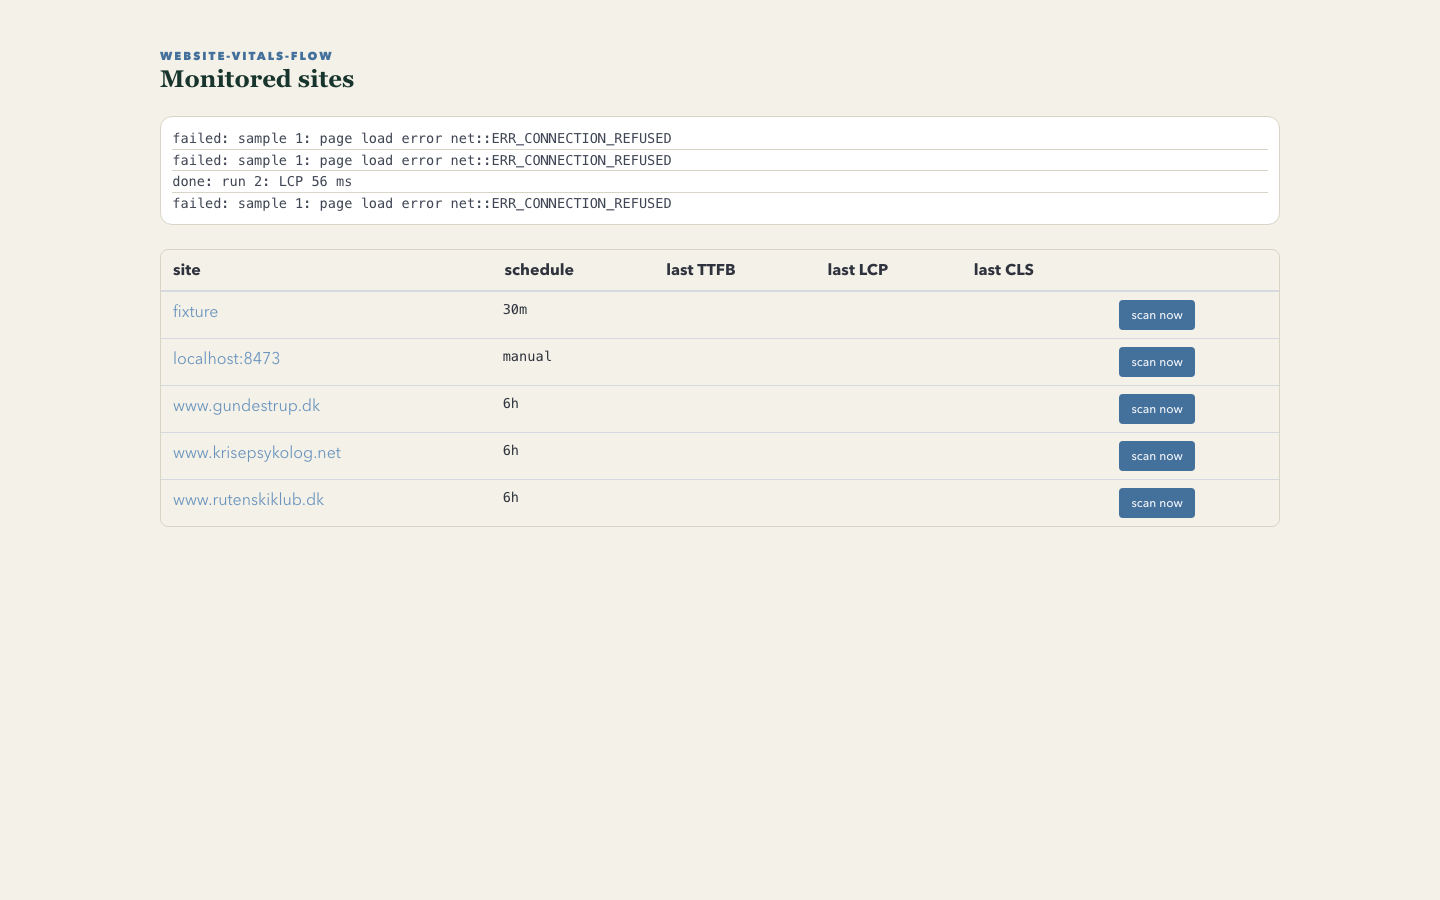 WEBSITE-VITALS-FLOW
Monitored sites
failed: sample 1: page load error net::ERR_CONNECTION_REFUSED
failed: sample 1: page load error net::ERR_CONNECTION_REFUSED
done: run 2: LCP 56 ms
failed: sample 1: page load error net::ERR_CONNECTION_REFUSED
site schedule last TTFB last LCP last CLS
fixture 30m scan now
localhost:8473 manual scan now
www.gundestrup.dk 6h scan now
www.krisepsykolog.net 6h scan now
www.rutenskiklub.dk 6h scan now